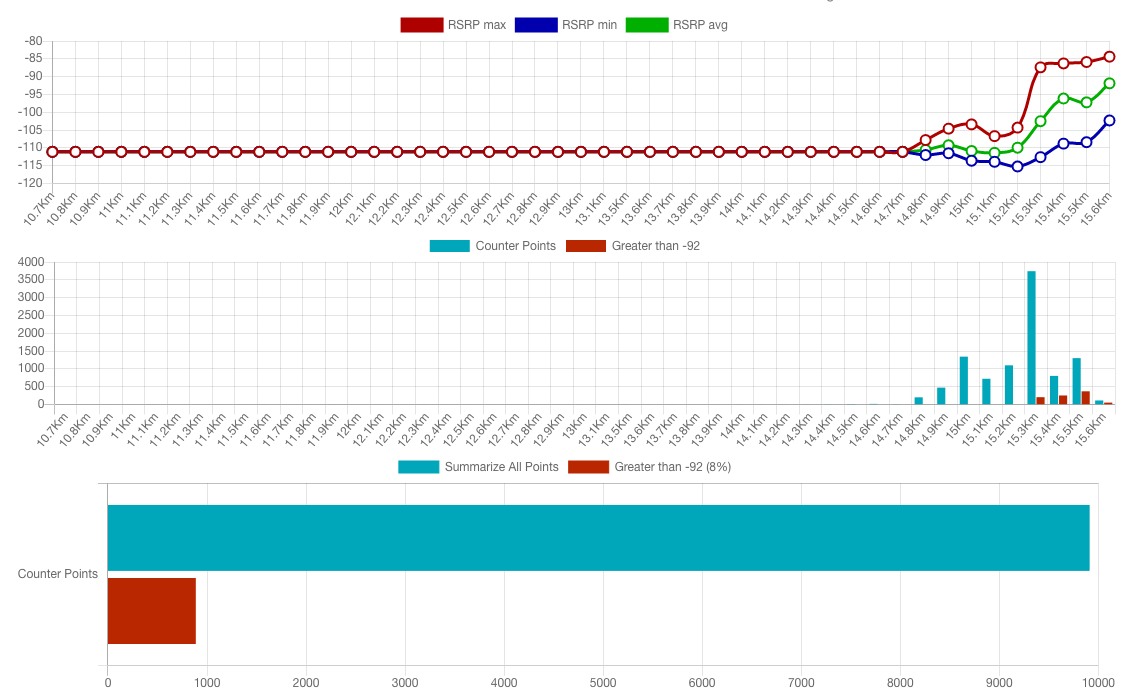 RSRP max RSRP min RSRP avg
-80
-85
-90
-95
-100
-105
-110
-115
-120
10.7Km 10.8Km 10.9Km 11Km 11.1Km 11.2Km 11.3Km 11.4Km 11.5Km 11.6Km 11.7Km 11.8Km 11.9Km 12Km 12.1Km 12.2Km 12.3Km 12.4Km 12.5Km 12.6Km 12.7Km 12.8Km 12.9Km 13Km 13.1Km 13.5Km 13.6Km 13.7Km 13.8Km 13.9Km 14Km 14.1Km 14.2Km 14.3Km 14.4Km 14.5Km 14.6Km 14.7Km 14.8Km 14.9Km 15Km 15.1Km 15.2Km 15.3Km 15.4Km 15.5Km 15.6Km
Counter Points Greater than -92
4000
3500
3000
2500
2000
1500
1000
500
0
10.7Km 10.8Km 10.9Km 11Km 11.1Km 11.2Km 11.3Km 11.4Km 11.5Km 11.6Km 11.7Km 11.8Km 11.9Km 12Km 12.1Km 12.2Km 12.3Km 12.4Km 12.5Km 12.6Km 12.7Km 12.8Km 12.9Km 13Km 13.1Km 13.5Km 13.6Km 13.7Km 13.8Km 13.9Km 14Km 14.1Km 14.2Km 14.3Km 14.4Km 14.5Km 14.6Km 14.7Km 14.8Km 14.9Km 15Km 15.1Km 15.2Km 15.3Km 15.4Km 15.5Km 15.6Km
Summarize All Points Greater than -92 (8%)
Counter Points
0 1000 2000 3000 4000 5000 6000 7000 8000 9000 10000